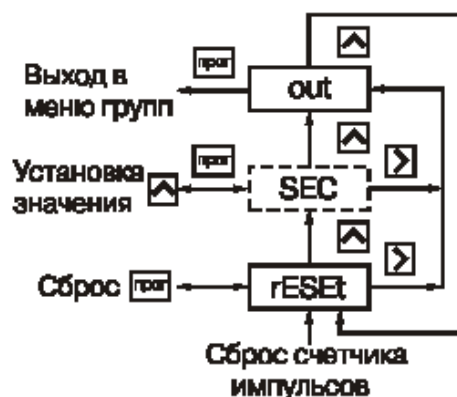 прог
out
Выход в
меню групп
прог
SEC
Установка
значения
Сброс
прог
rESEt
Сброс счетчика
импульсов